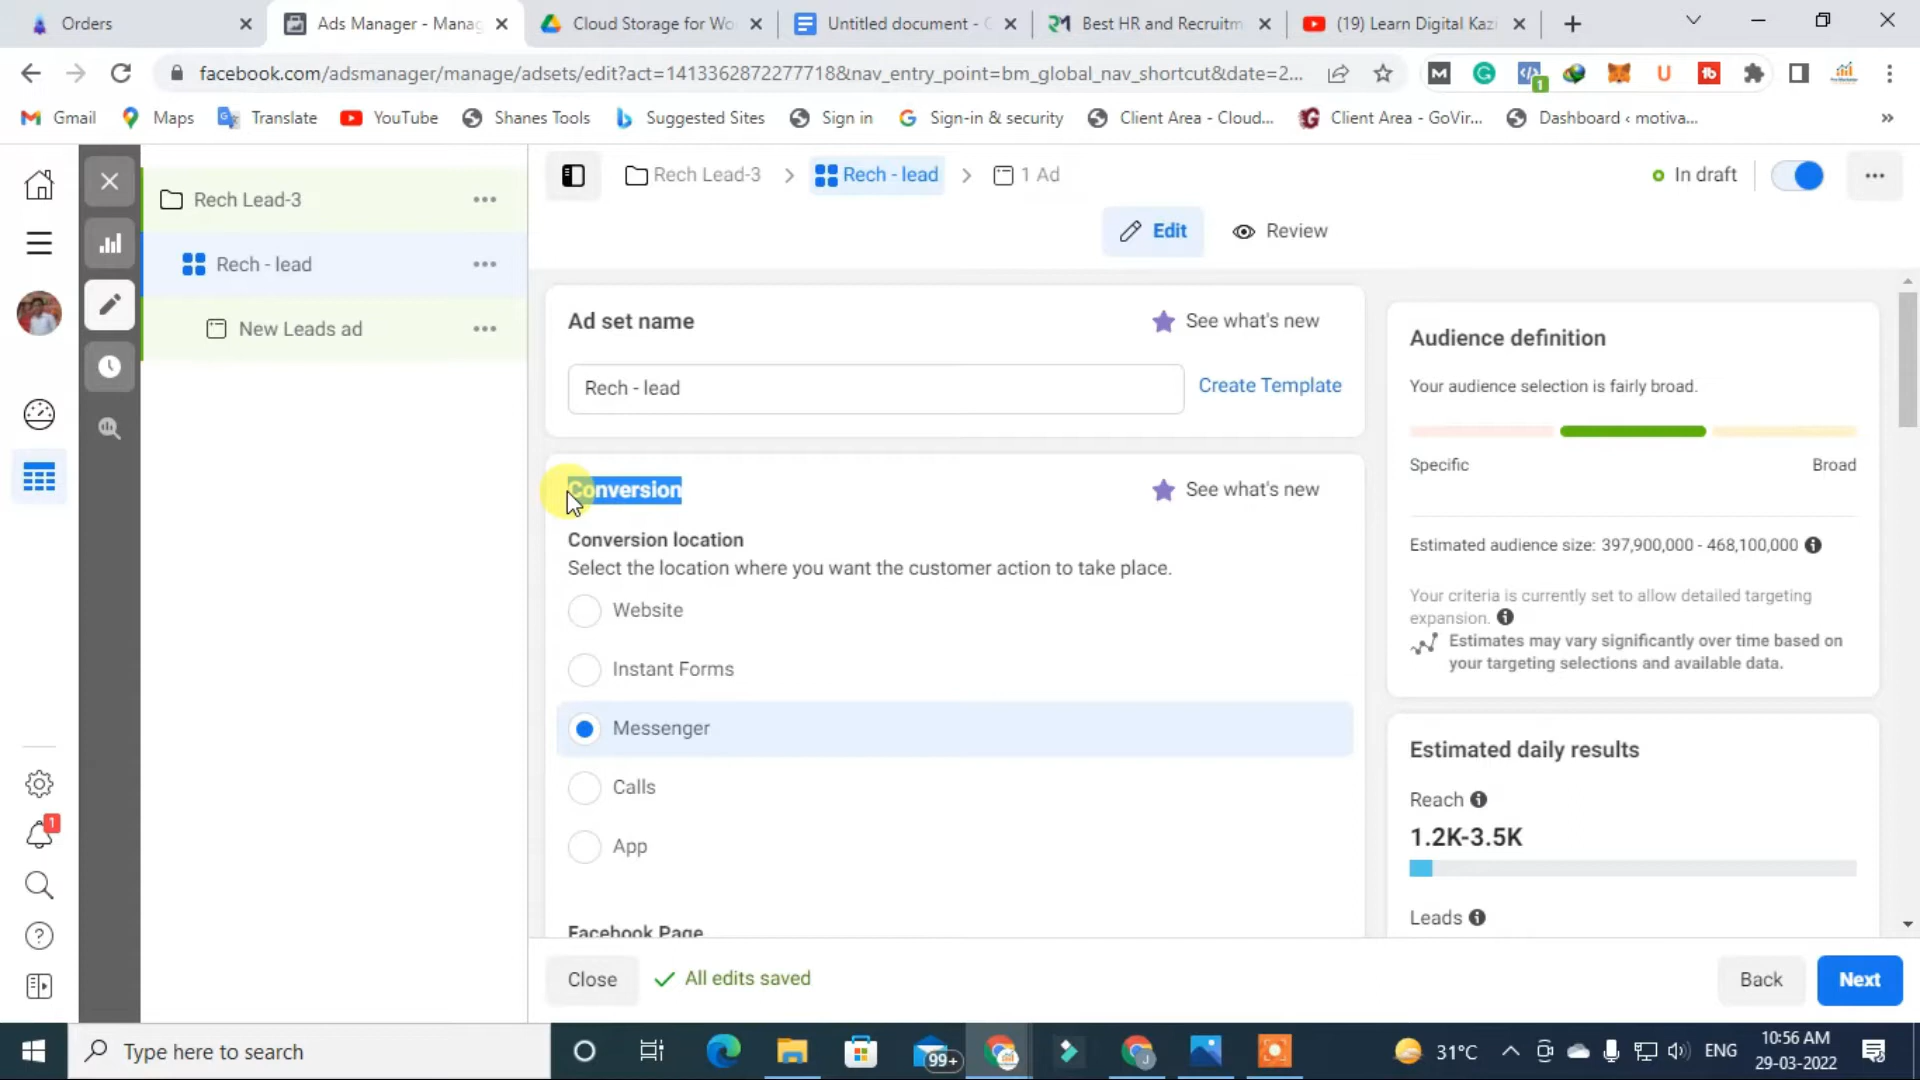 Orders
Ads Manager - Manag
Cloud Storage for Wo
Untitled document - G
Best HR and Recruitm
(19) Learn Digital Kazi
facebook.com/adsmanager/manage/adsets/edit?act=1413362872277718&nav_entry_point=bm_global_nav_shortcut&date=2...
Gmail
Maps
Translate
YouTube
Shanes Tools
Suggested Sites
Sign in
Sign-in & security
Client Area - Cloud...
Client Area - GoVir...
Dashboard ‹ motiva...
»
Rech Lead-3
Rech - lead
New Leads ad
Rech Lead-3
Rech - lead
1 Ad
In draft
Edit
Review
Ad set name
See what's new
Rech - lead
Create Template
Conversion
See what's new
Conversion location
Select the location where you want the customer action to take place.
Website
Instant Forms
Messenger
Calls
App
Facebook Page
Audience definition
Your audience selection is fairly broad.
Specific
Broad
Estimated audience size: 397,900,000 - 468,100,000
Your criteria is currently set to allow detailed targeting
expansion.
Estimates may vary significantly over time based on
your targeting selections and available data.
Estimated daily results
Reach
1.2K-3.5K
Leads
Close
All edits saved
Back
Next
1
Type here to search
99+
31°C
ENG
10:56 AM
29-03-2022